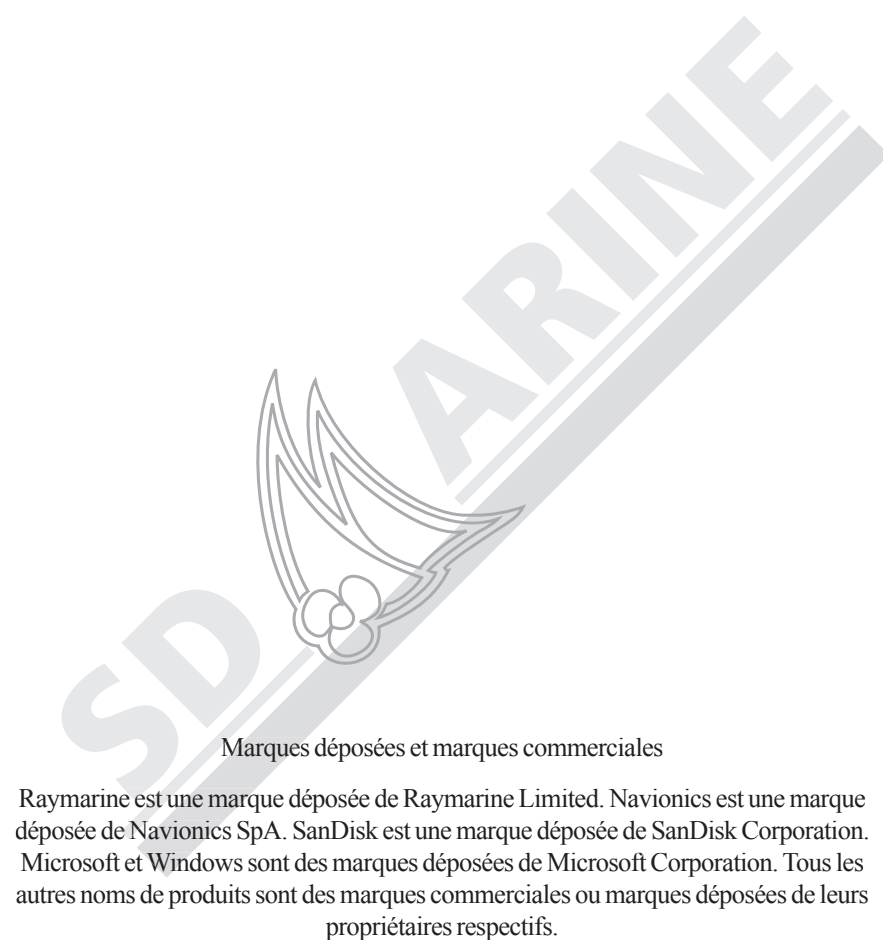 SD MARINE
Marques déposées et marques commerciales
Raymarine est une marque déposée de Raymarine Limited. Navionics est une marque
déposée de Navionics SpA. SanDisk est une marque déposée de SanDisk Corporation.
Microsoft et Windows sont des marques déposées de Microsoft Corporation. Tous les
autres noms de produits sont des marques commerciales ou marques déposées de leurs
propriétaires respectifs.